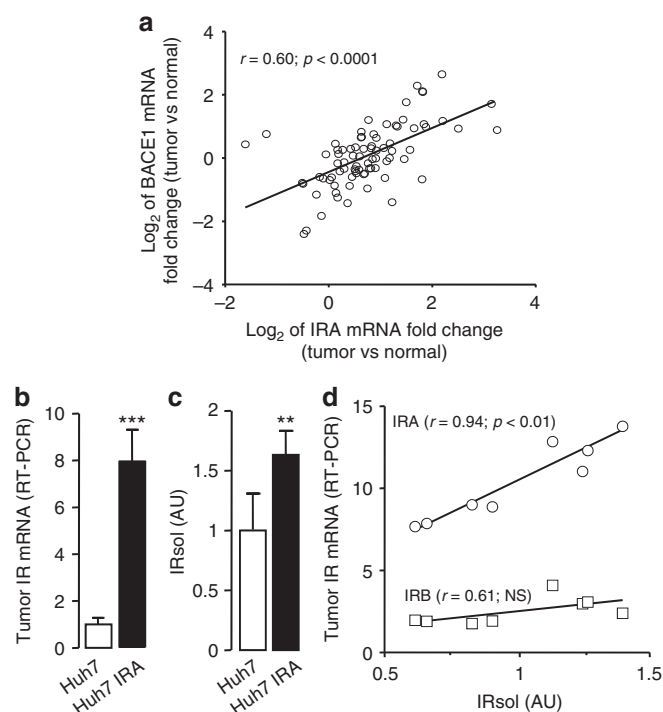 a
4
2
0
−2
−4
−2
0
2
4
r = 0.60; p < 0.0001
Log2 of BACE1 mRNA
fold change (tumor vs normal)
Log2 of IRA mRNA fold change
(tumor vs normal)
b
10
8
6
4
2
0
***
Tumor IR mRNA (RT-PCR)
Huh7
Huh7 IRA
c
2
1.5
1
0.5
0
**
IRsol (AU)
Huh7
Huh7 IRA
d
15
10
5
0
IRA (r = 0.94; p < 0.01)
IRB (r = 0.61; NS)
Tumor IR mRNA (RT-PCR)
0.5
1
1.5
IRsol (AU)